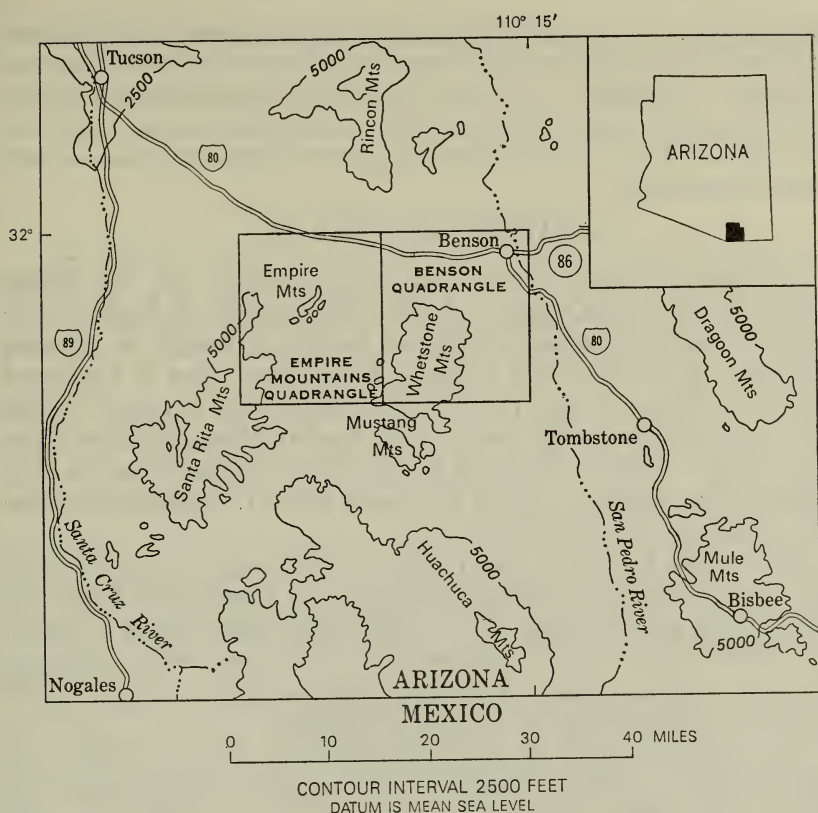 110° 15′
Tucson
2500
5000
Rincon Mts
80
ARIZONA
32°
Benson
86
Empire
Mts
BENSON
QUADRANGLE
5000
89
5000
Whetstone
Mts
80
Dragoon Mts
EMPIRE
MOUNTAINS
QUADRANGLE
Santa Rita Mts
Mustang
Mts
Tombstone
Santa Cruz River
Huachuca
Mts
5000
San Pedro River
Mule
Mts
Bisbee
5000
Nogales
ARIZONA
MEXICO
0 10 20 30 40 MILES
CONTOUR INTERVAL 2500 FEET
DATUM IS MEAN SEA LEVEL